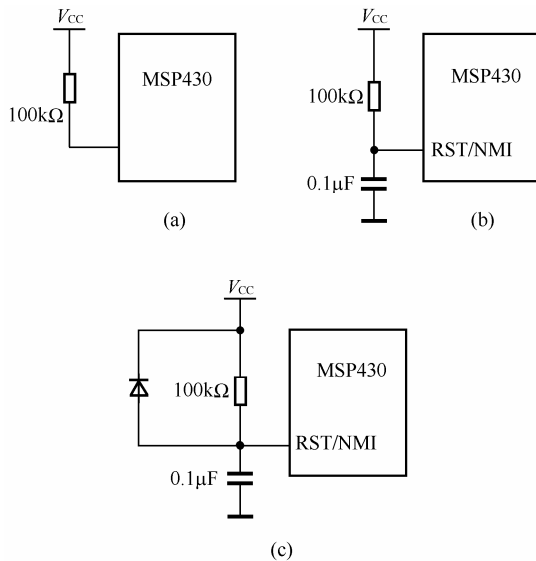 VCC
MSP430
100kΩ
(a)
VCC
MSP430
100kΩ
RST/NMI
0.1μF
(b)
VCC
MSP430
100kΩ
RST/NMI
0.1μF
(c)